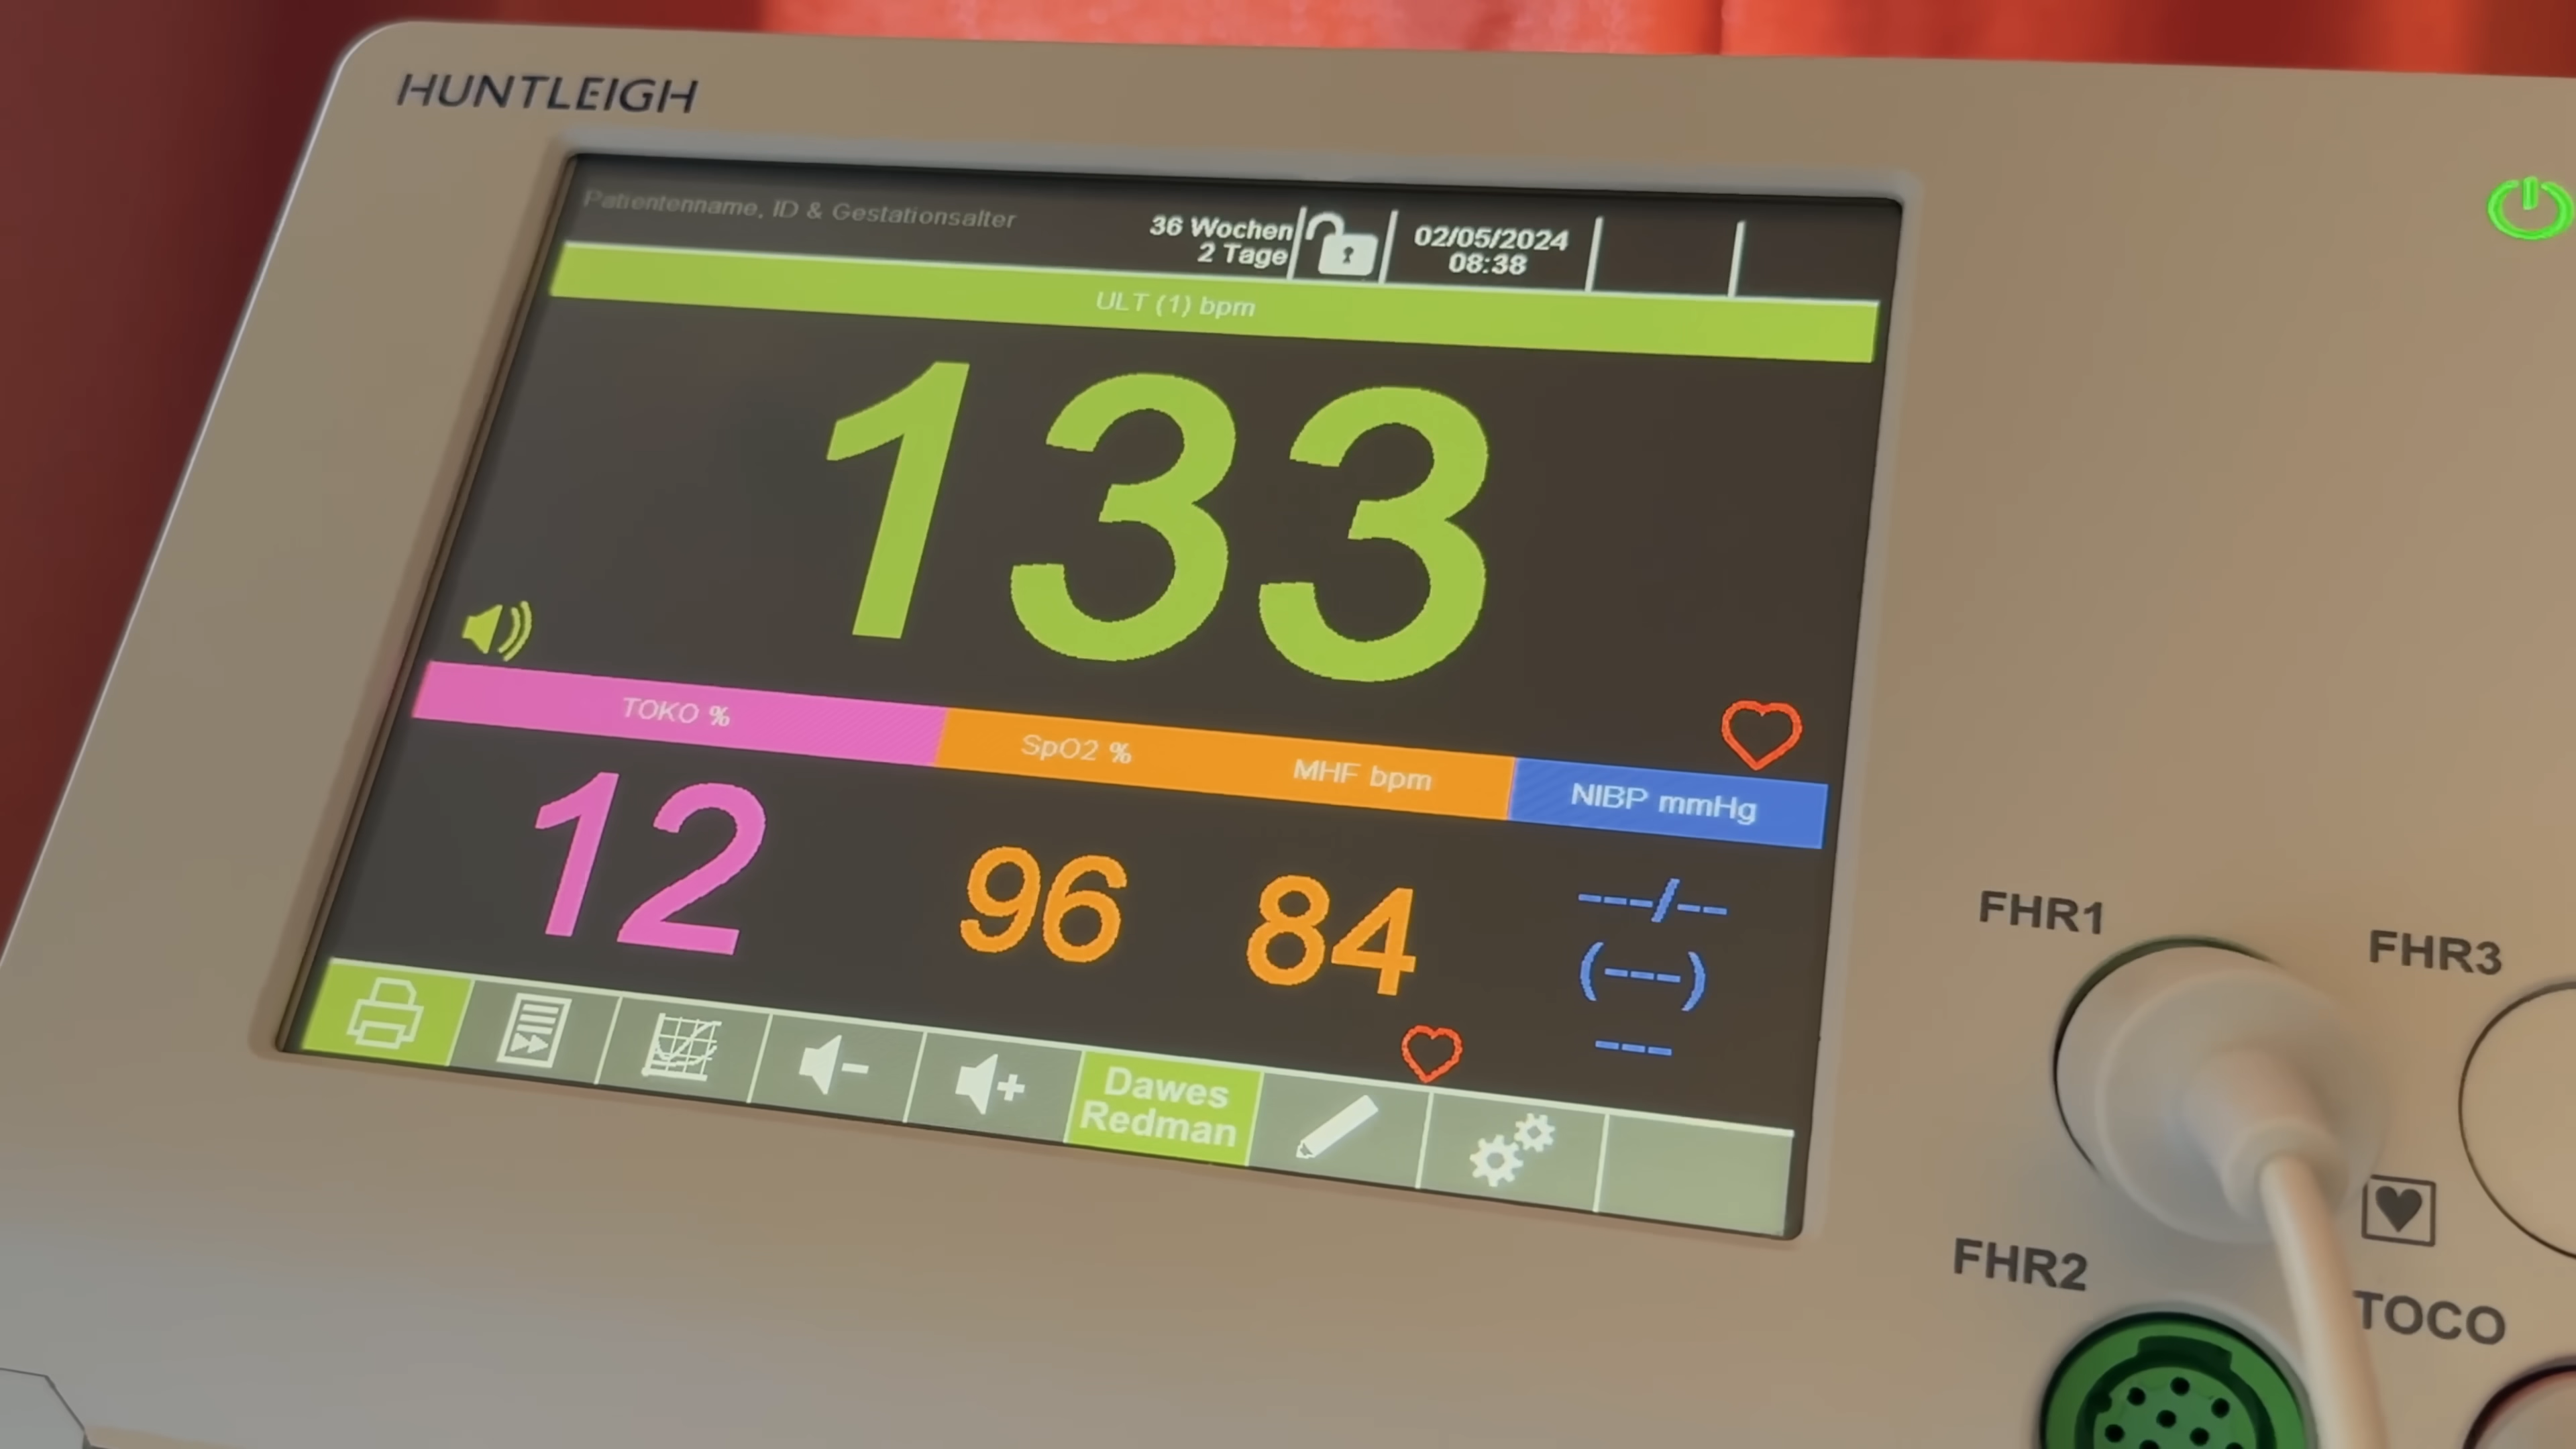 HUNTLEIGH
Patientenname, ID & Gestationsalter
36 Wochen
2 Tage
02/05/2024
08:38
ULT (1) bpm
133
TOKO %
SpO2 %
MHF bpm
NIBP mmHg
12
96
84
---/--
(---)
---
Dawes
Redman
FHR1
FHR3
FHR2
TOCO